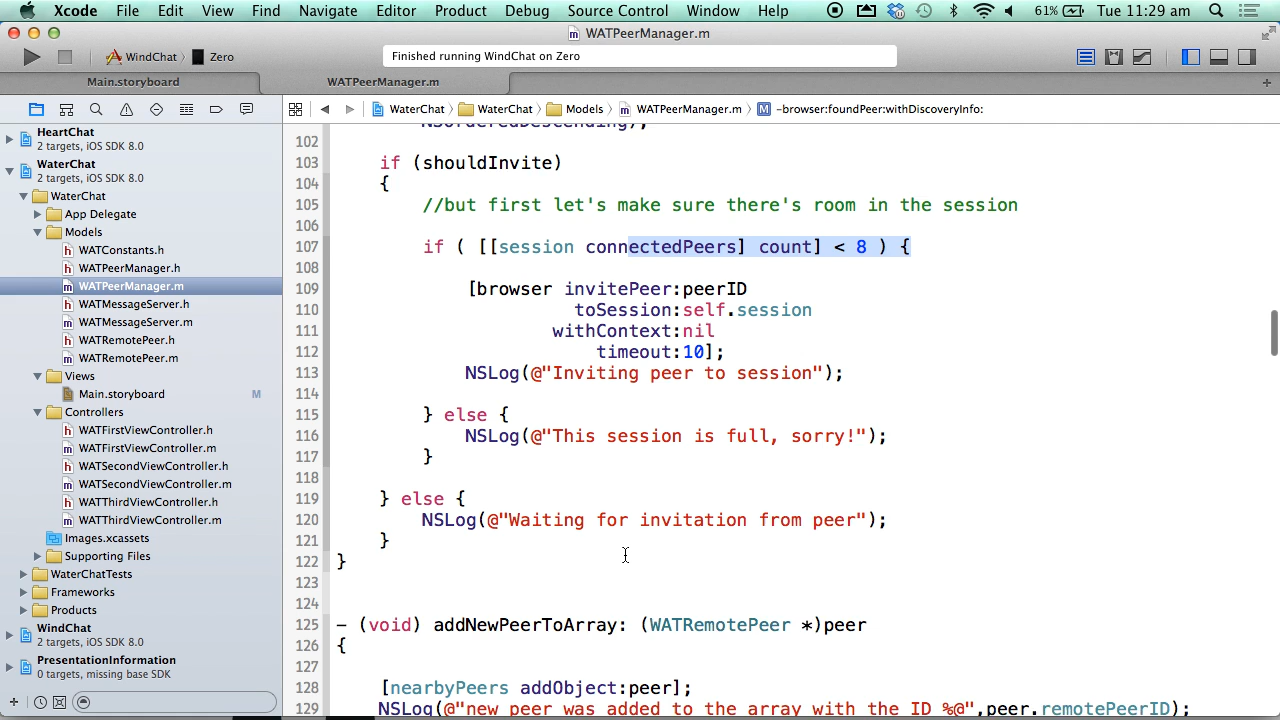 Xcode File Edit View Find Navigate Editor Product Debug Source Control Window Help 61% Tue 11:29 am
WATPeerManager.m
WindChat Zero Finished running WindChat on Zero
Main.storyboard WATPeerManager.m
WaterChat WaterChat Models WATPeerManager.m M -browser:foundPeer:withDiscoveryInfo:
HeartChat
2 targets, iOS SDK 8.0
WaterChat
2 targets, iOS SDK 8.0
WaterChat
App Delegate
Models
h WATConstants.h
h WATPeerManager.h
m WATPeerManager.m
h WATMessageServer.h
m WATMessageServer.m
h WATRemotePeer.h
m WATRemotePeer.m
Views
Main.storyboard M
Controllers
h WATFirstViewController.h
m WATFirstViewController.m
h WATSecondViewController.h
m WATSecondViewController.m
h WATThirdViewController.h
m WATThirdViewController.m
Images.xcassets
Supporting Files
WaterChatTests
Frameworks
Products
WindChat
2 targets, iOS SDK 8.0
PresentationInformation
0 targets, missing base SDK
NSOrderedDescending);
102
103 if (shouldInvite)
104 {
105 //but first let's make sure there's room in the session
106
107 if ( [[session connectedPeers] count] < 8 ) {
108
109 [browser invitePeer:peerID
110 toSession:self.session
111 withContext:nil
112 timeout:10];
113 NSLog(@"Inviting peer to session");
114
115 } else {
116 NSLog(@"This session is full, sorry!");
117 }
118
119 } else {
120 NSLog(@"Waiting for invitation from peer");
121 }
122 }
123
124
125 - (void) addNewPeerToArray: (WATRemotePeer *)peer
126 {
127
128 [nearbyPeers addObject:peer];
129 NSLog(@"new peer was added to the array with the ID %@",peer.remotePeerID);